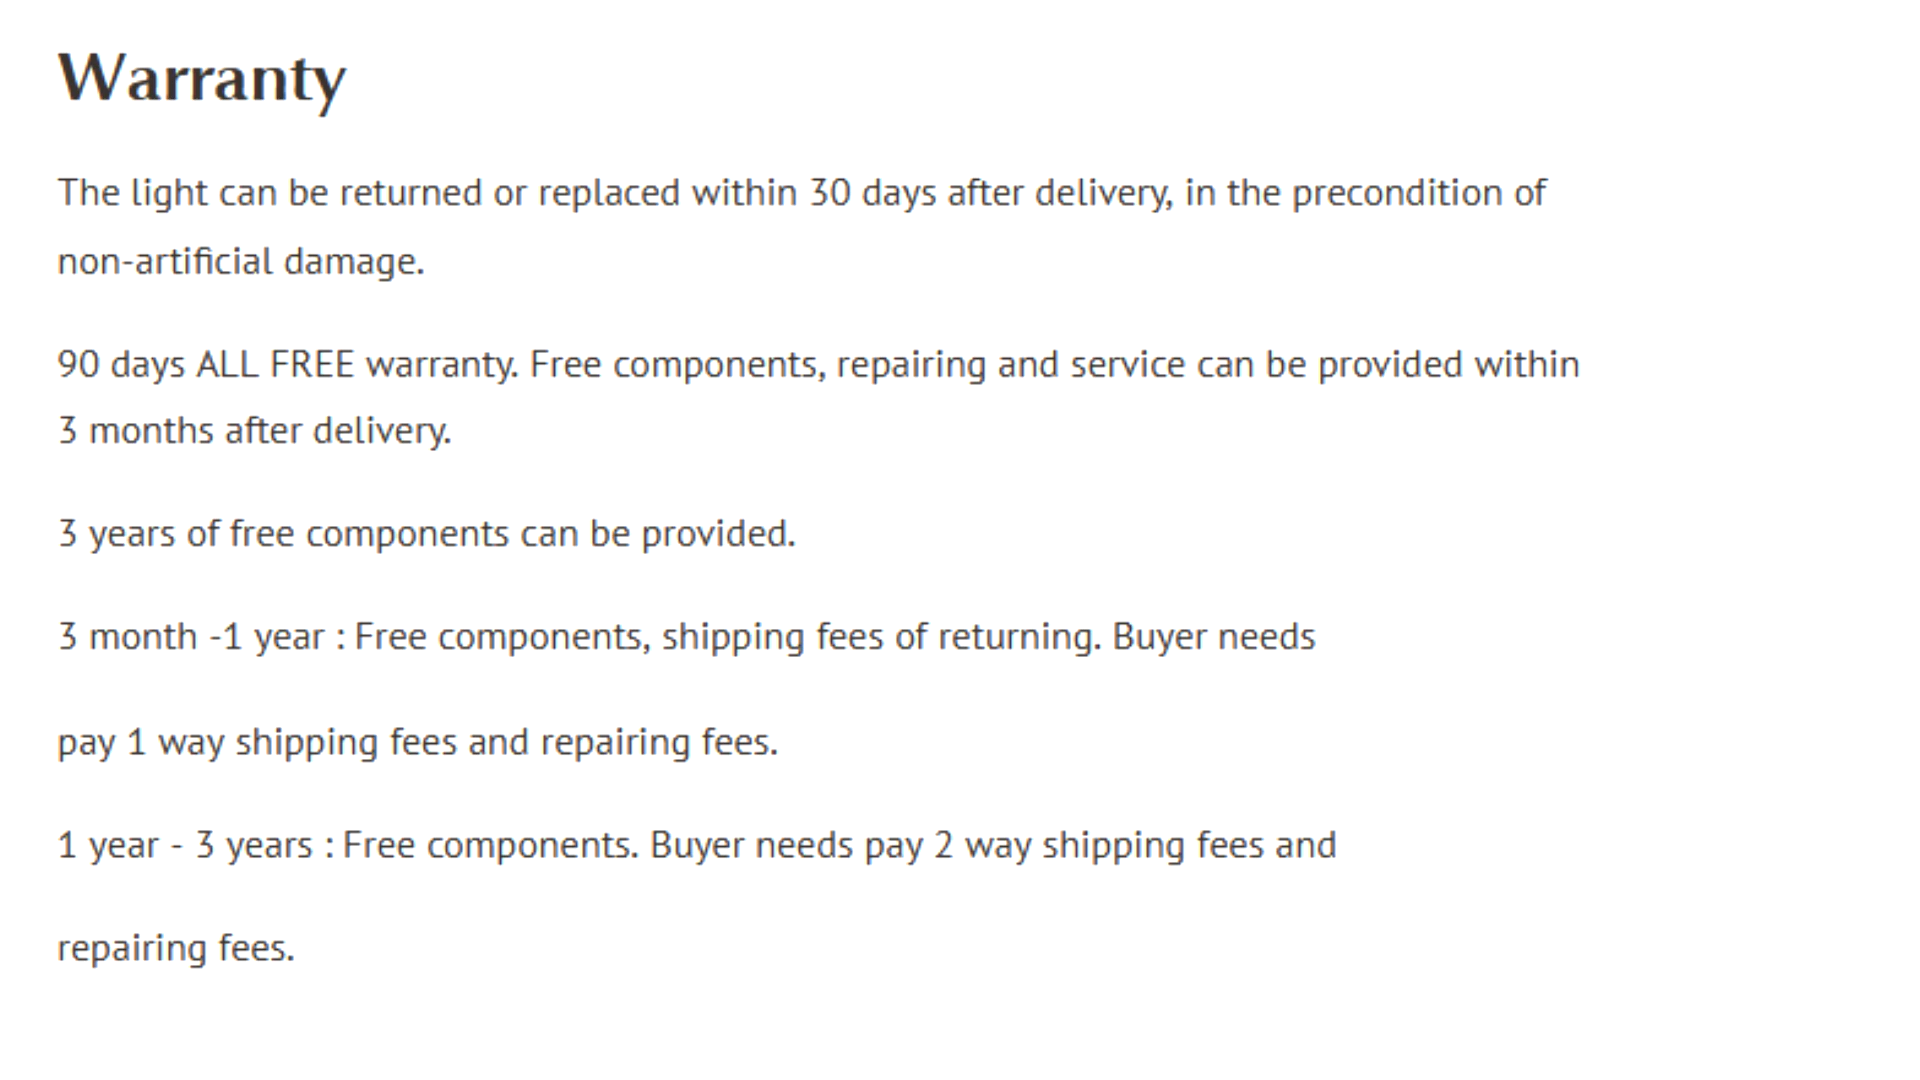 Warranty
The light can be returned or replaced within 30 days after delivery, in the precondition of
non-artificial damage.
90 days ALL FREE warranty. Free components, repairing and service can be provided within
3 months after delivery.
3 years of free components can be provided.
3 month -1 year : Free components, shipping fees of returning. Buyer needs
pay 1 way shipping fees and repairing fees.
1 year - 3 years : Free components. Buyer needs pay 2 way shipping fees and
repairing fees.